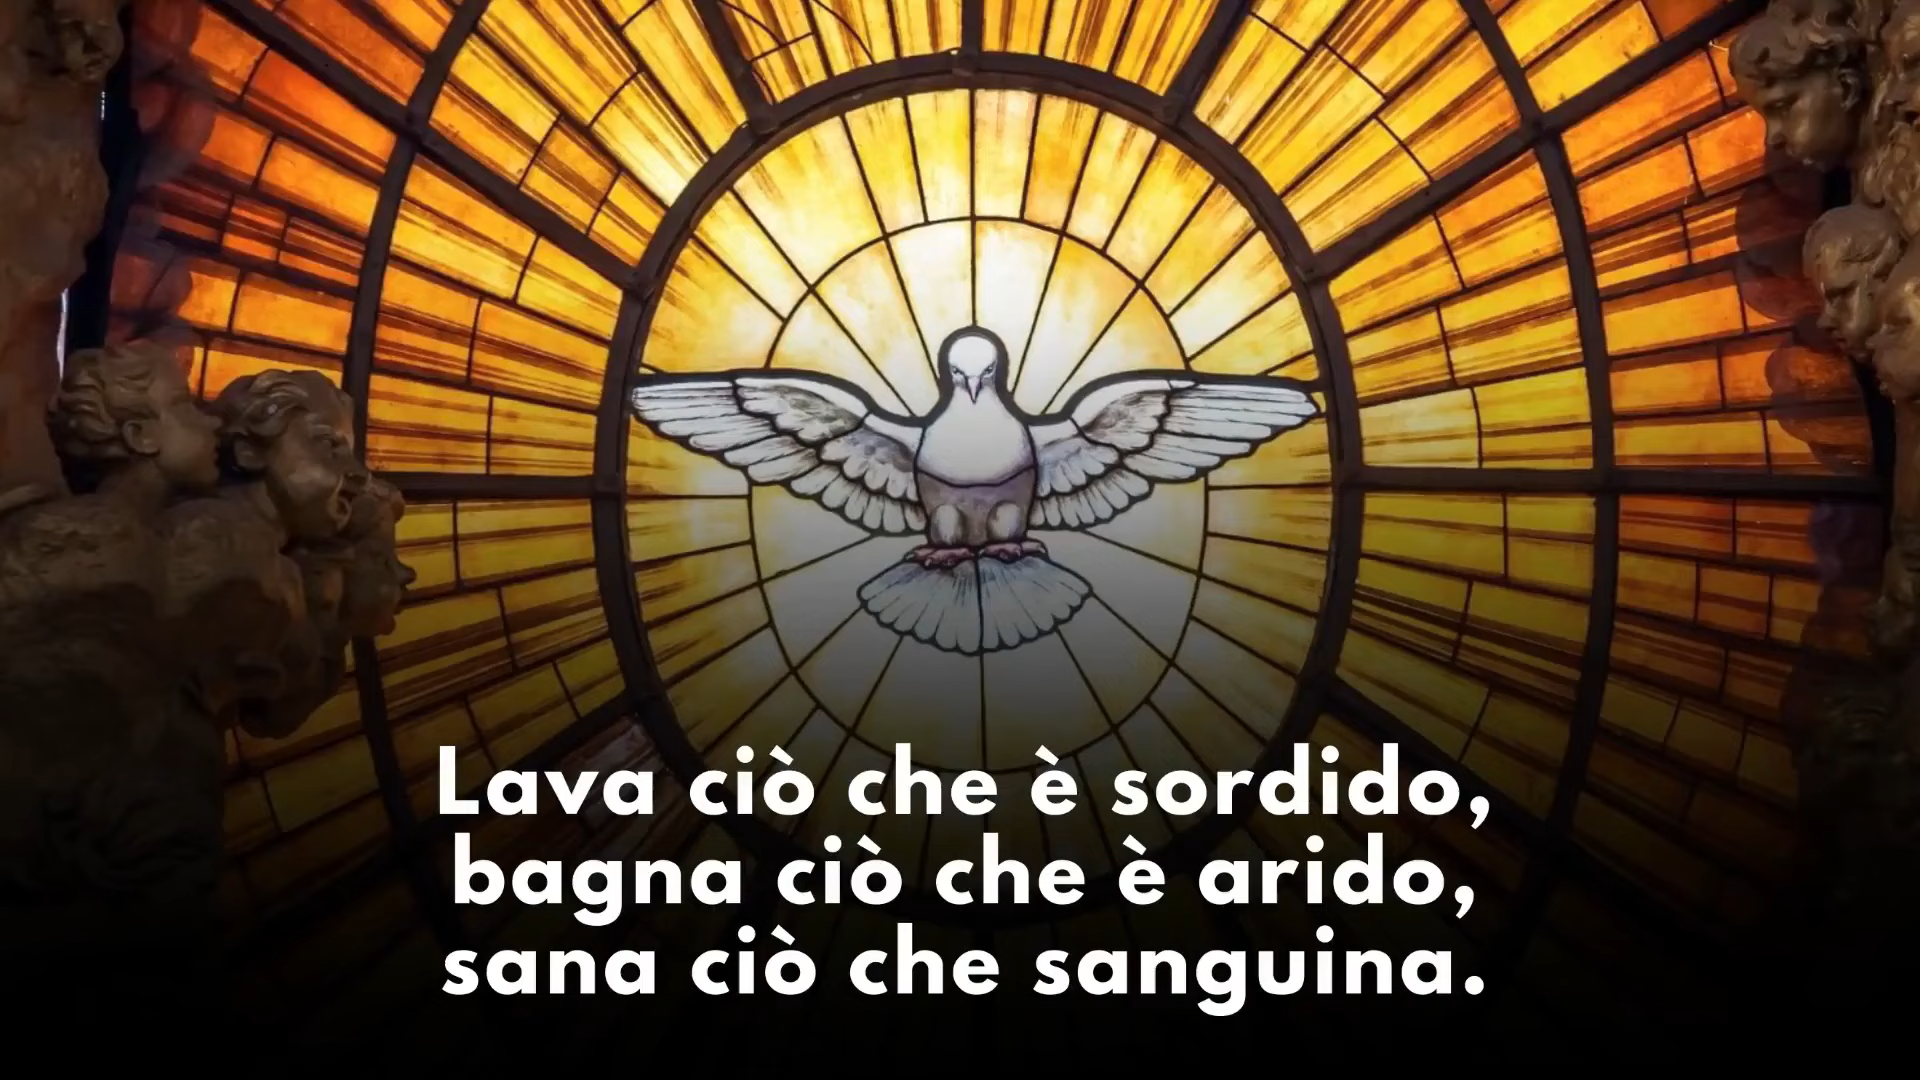 Lava ciò che è sordido,
bagna ciò che è arido,
sana ciò che sanguina.